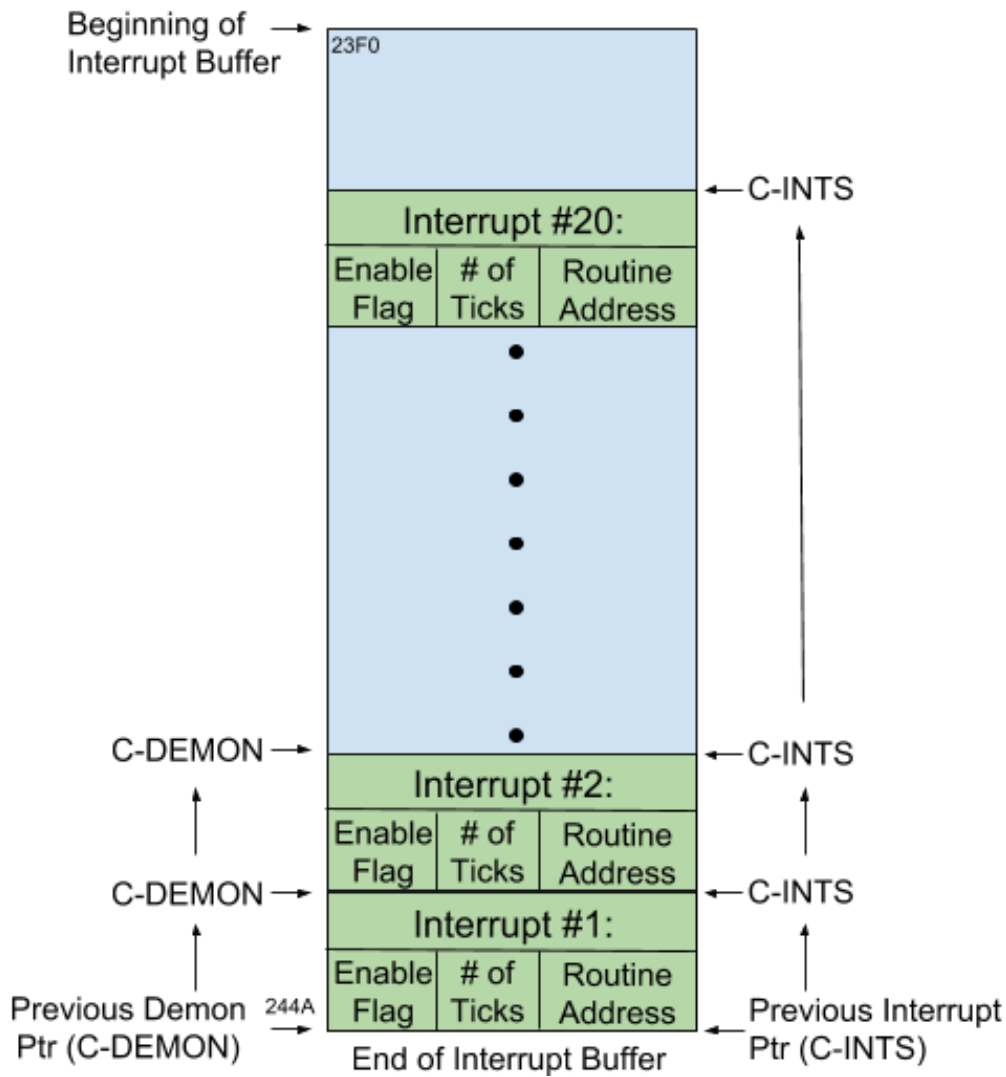 Beginning of
Interrupt Buffer
23F0
C-INTS
Interrupt #20:
Enable
Flag
# of
Ticks
Routine
Address
C-DEMON
C-INTS
Interrupt #2:
Enable
Flag
# of
Ticks
Routine
Address
C-DEMON
C-INTS
Interrupt #1:
Enable
Flag
# of
Ticks
Routine
Address
Previous Demon
Ptr (C-DEMON)
244A
Previous Interrupt
Ptr (C-INTS)
End of Interrupt Buffer